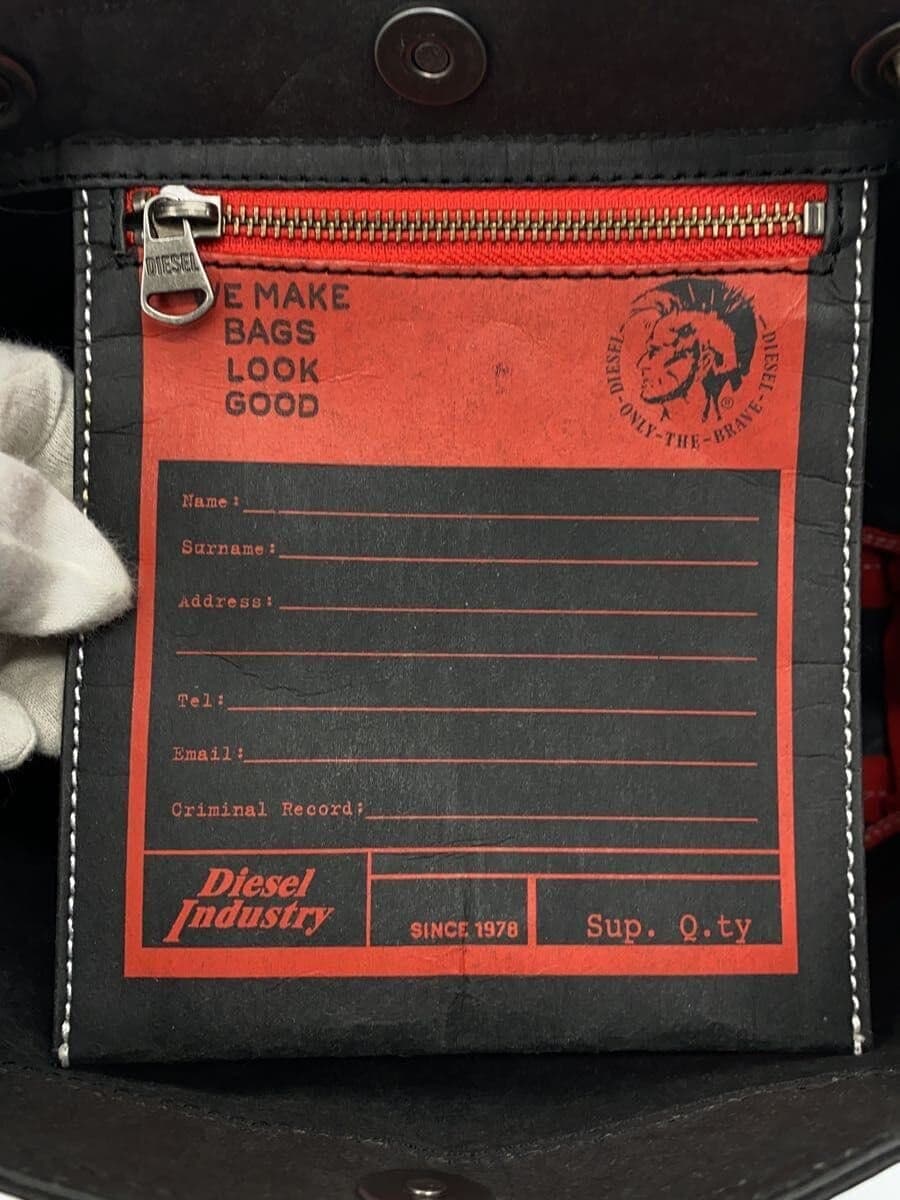 DIESEL
WE MAKE
BAGS
LOOK
GOOD
DIESEL-ONLY-THE-BRAVE-DIESEL
®
Name:
Surname:
Address:
Tel:
Email:
Criminal Record:
Diesel
Industry
SINCE 1978
Sup. Q.ty